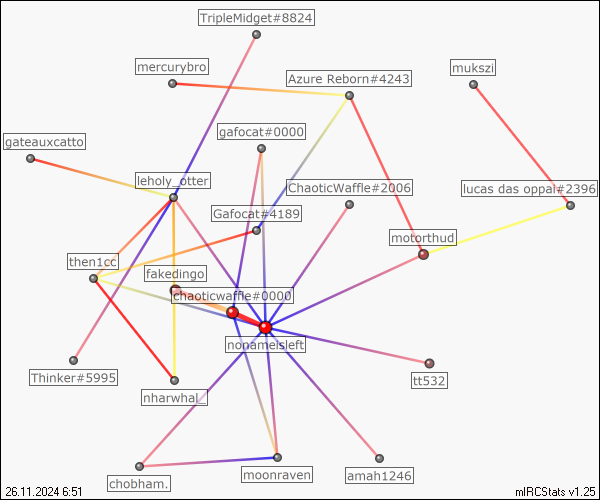 TripleMidget#8824
mercurybro
mukszi
Azure Reborn#4243
gafocat#0000
gateauxcatto
leholy_otter
ChaoticWaffle#2006
lucas das oppai#2396
Gafocat#4189
motorthud
then1cc
fakedingo
chaoticwaffle#0000
nonameisleft
Thinker#5995
tt532
nharwhal_
chobham.
moonraven
amah1246
26.11.2024 6:51
mIRCStats v1.25